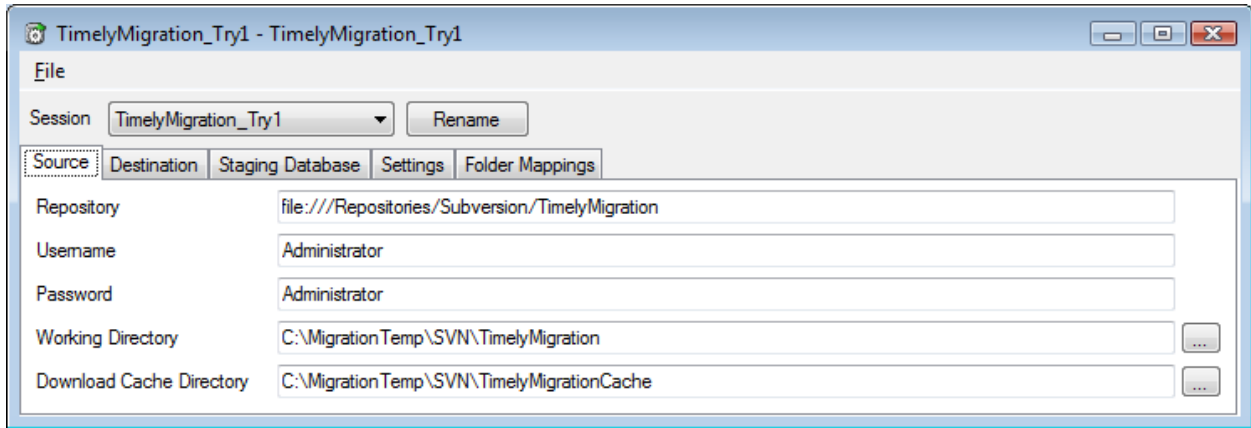 TimelyMigration_Try1 - TimelyMigration_Try1
File
Session TimelyMigration_Try1 Rename
Source Destination Staging Database Settings Folder Mappings
Repository file:///Repositories/Subversion/TimelyMigration
Username Administrator
Password Administrator
Working Directory C:\MigrationTemp\SVN\TimelyMigration ...
Download Cache Directory C:\MigrationTemp\SVN\TimelyMigrationCache ...